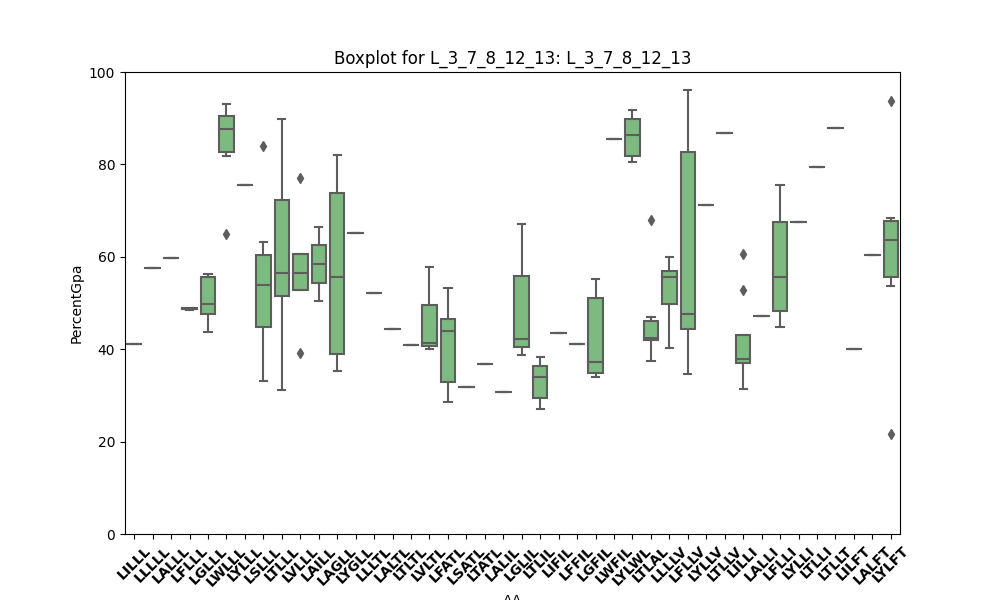 Boxplot for L_3_7_8_12_13: L_3_7_8_12_13
PercentGpa
100
80
60
40
20
0
LILLL
LLLLL
LALLL
LFLLL
LGLLL
LWLLL
LYLLL
LSLLL
LTLLL
LVLLL
LAILL
LAGLL
LYGLL
LLLTL
LALTL
LTLTL
LVLTL
LFATL
LSATL
LTATL
LALIL
LGLIL
LTLIL
LIFIL
LFFIL
LGFIL
LWFIL
LYLWL
LTLAL
LLLLV
LFLLV
LYLLV
LTLLV
LILLI
LALLI
LFLLI
LYLLI
LTLLI
LTLLT
LILFT
LALFT
LYLFT
AA